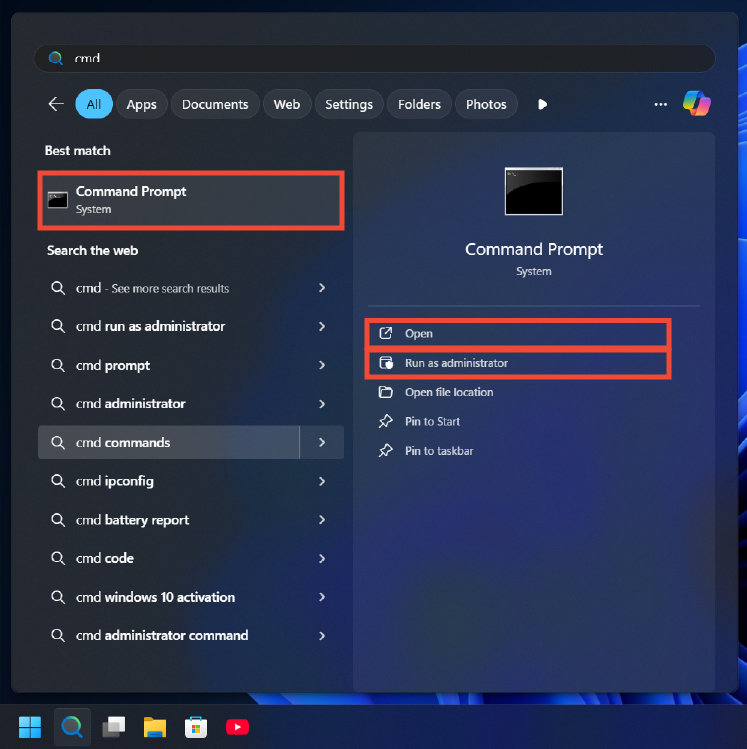 cmd
All
Apps
Documents
Web
Settings
Folders
Photos
Best match
Command Prompt
System
Search the web
cmd - See more search results
cmd run as administrator
cmd prompt
cmd administrator
cmd commands
cmd ipconfig
cmd battery report
cmd code
cmd windows 10 activation
cmd administrator command
Command Prompt
System
Open
Run as administrator
Open file location
Pin to Start
Pin to taskbar